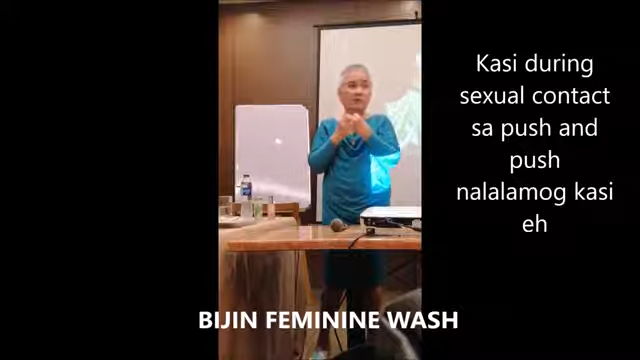 Kasi during
sexual contact
sa push and
push
nalalamog kasi
eh
BIJIN FEMININE WASH